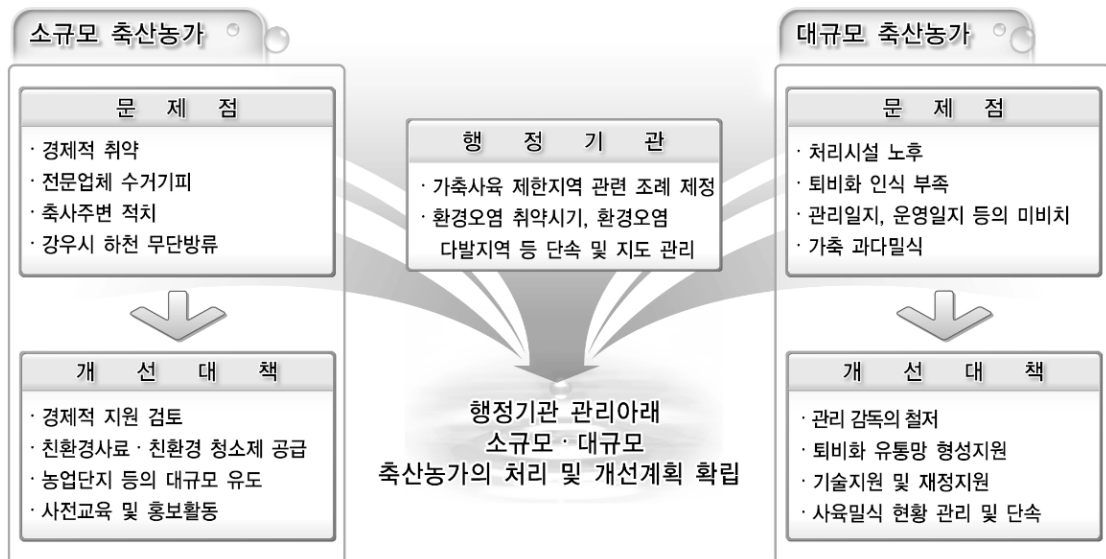 소규모 축산농가
문 제 점
· 경제적 취약
· 전문업체 수거기피
· 축사주변 적치
· 강우시 하천 무단방류
개 선 대 책
· 경제적 지원 검토
· 친환경사료 · 친환경 청소제 공급
· 농업단지 등의 대규모 유도
· 사전교육 및 홍보활동
행 정 기 관
· 가축사육 제한지역 관련 조례 제정
· 환경오염 취약시기, 환경오염
다발지역 등 단속 및 지도 관리
행정기관 관리아래
소규모 · 대규모
축산농가의 처리 및 개선계획 확립
대규모 축산농가
문 제 점
· 처리시설 노후
· 퇴비화 인식 부족
· 관리일지, 운영일지 등의 미비치
· 가축 과다밀식
개 선 대 책
· 관리 감독의 철저
· 퇴비화 유통망 형성지원
· 기술지원 및 재정지원
· 사육밀식 현황 관리 및 단속